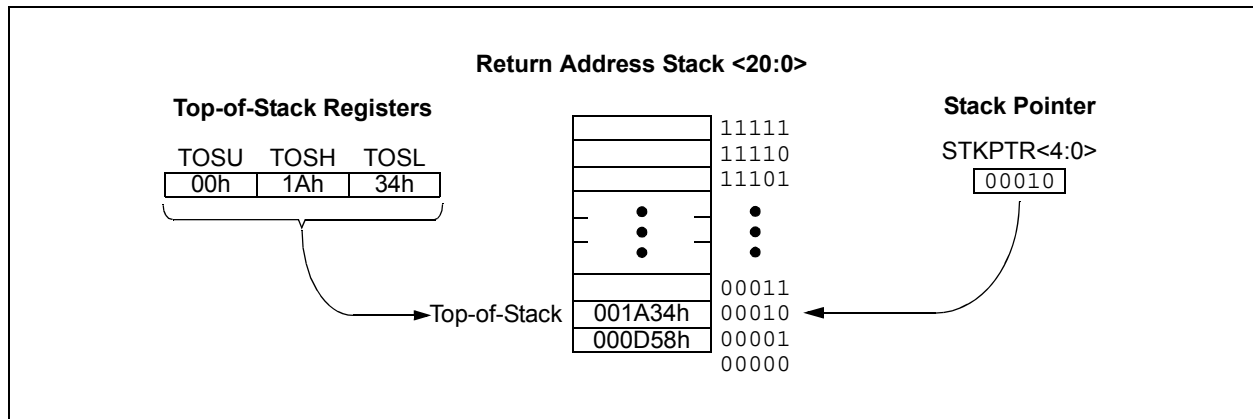 Return Address Stack <20:0>
Top-of-Stack Registers
TOSU TOSH TOSL
00h 1Ah 34h
Stack Pointer
STKPTR<4:0>
00010
11111
11110
11101
00011
Top-of-Stack 001A34h 00010
000D58h 00001
00000